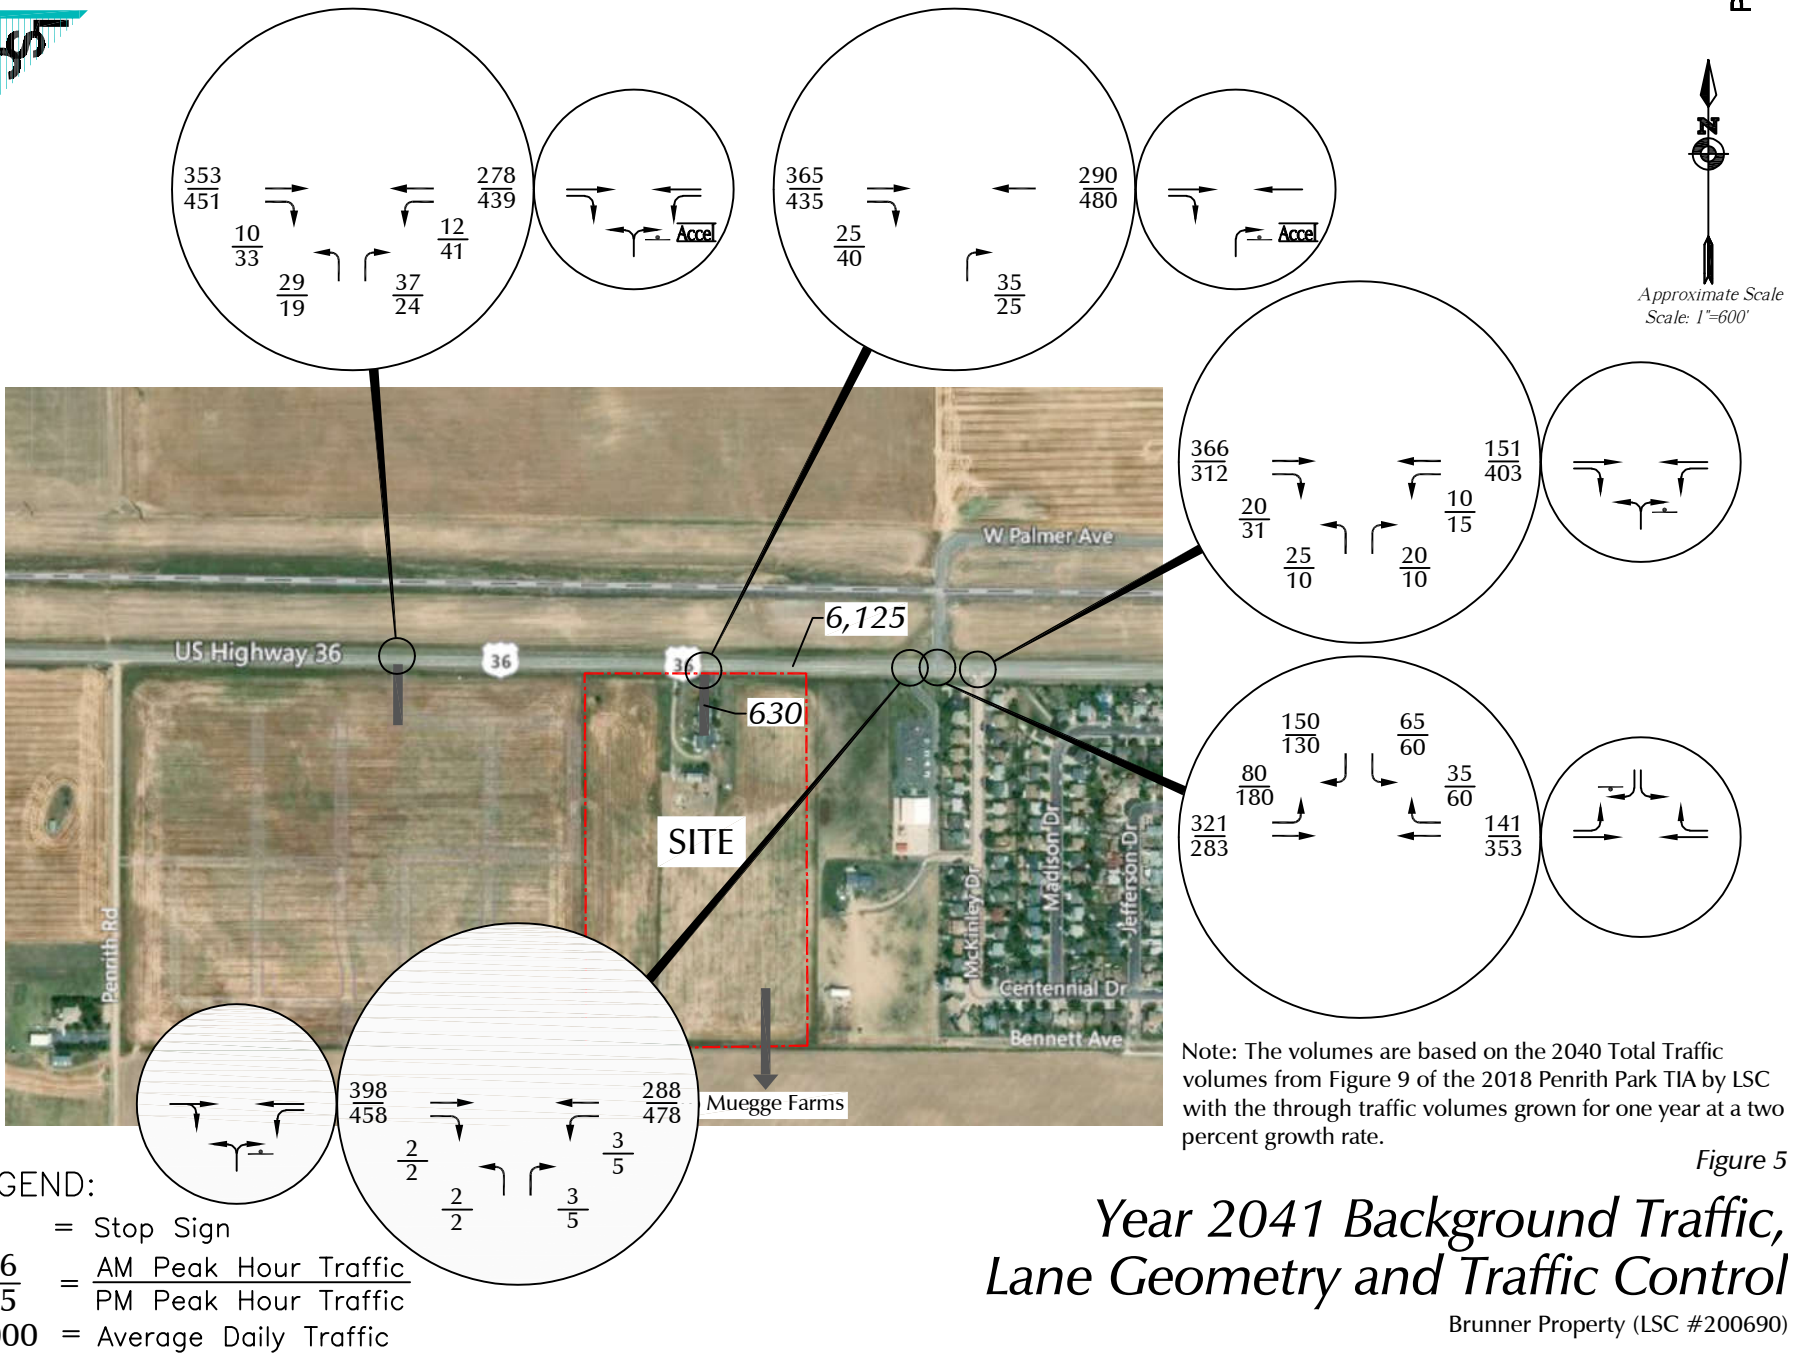 N
Approximate Scale
Scale: 1"=600'
353
451
278
439
10
33
12
41
29
19
37
24
Accel
365
435
290
480
25
40
35
25
Accel
366
312
151
403
20
31
10
15
25
10
20
10
W Palmer Ave
6,125
US Highway 36
36
36
630
150
130
65
60
80
180
35
60
321
283
141
353
SITE
Penrith Rd
McKinley Dr
Madison Dr
Jefferson Dr
Centennial Dr
Bennett Ave
398
458
288
478
2
2
3
5
2
2
3
5
Muegge Farms
Note: The volumes are based on the 2040 Total Traffic
volumes from Figure 9 of the 2018 Penrith Park TIA by LSC
with the through traffic volumes grown for one year at a two
percent growth rate.
GEND:
= Stop Sign
6
5
= AM Peak Hour Traffic
PM Peak Hour Traffic
00 = Average Daily Traffic
Figure 5
Year 2041 Background Traffic,
Lane Geometry and Traffic Control
Brunner Property (LSC #200690)